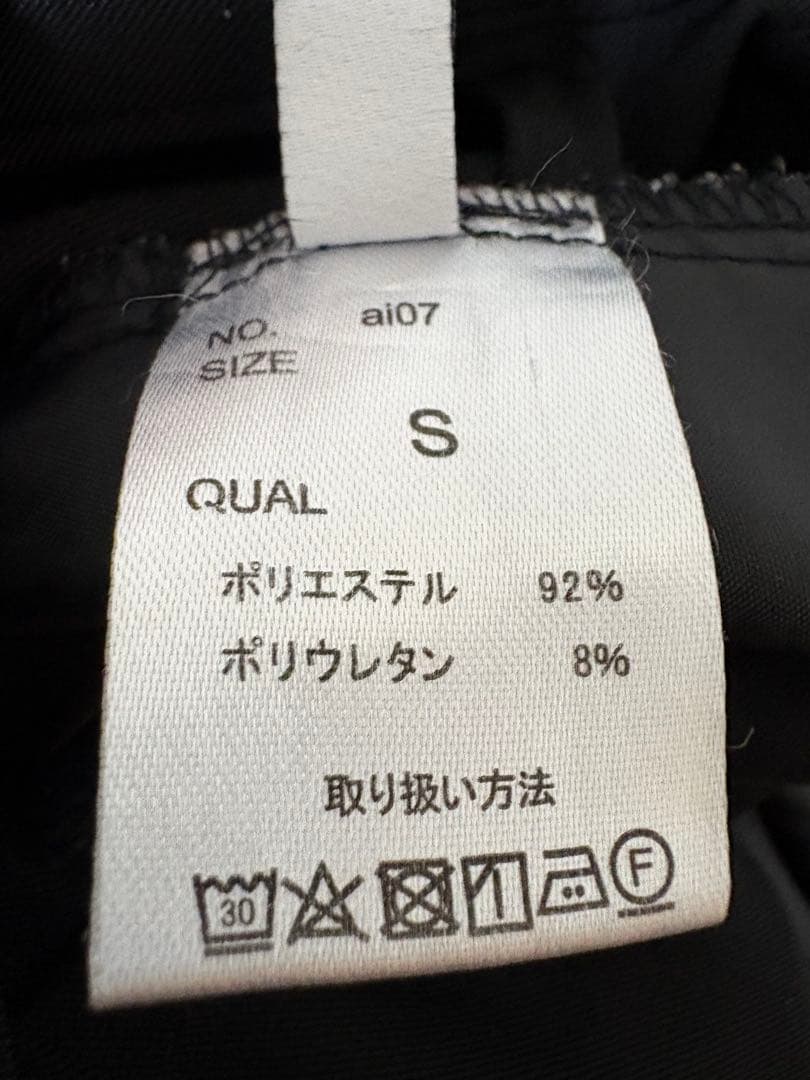 NO. ai07
SIZE
S
QUAL
ポリエステル 92%
ポリウレタン 8%
取り扱い方法
30 F